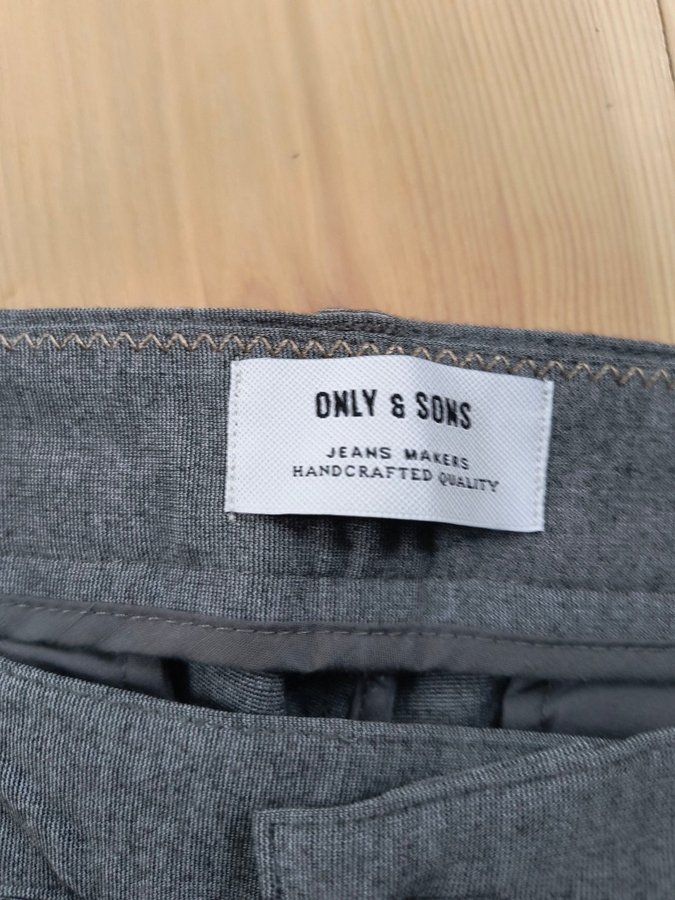 ONLY & SONS
JEANS MAKERS
HANDCRAFTED QUALITY